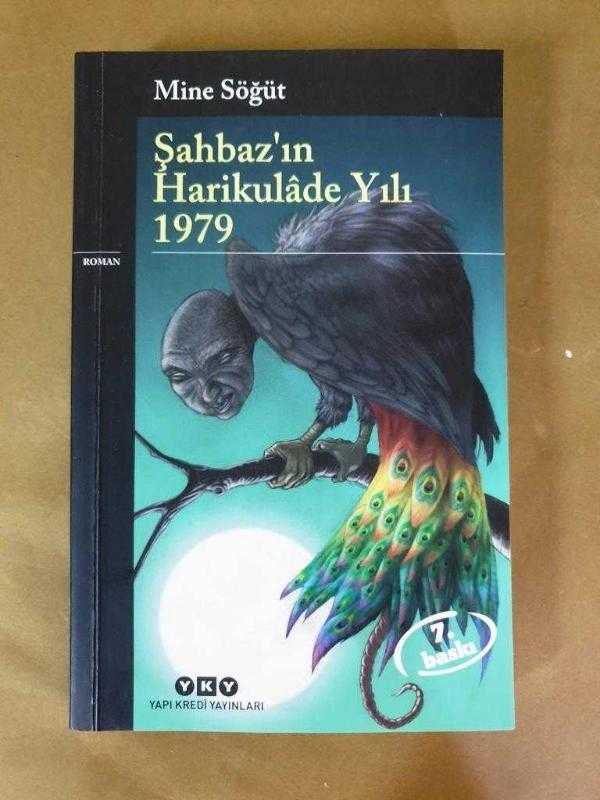 Mine Söğüt
Şahbaz'ın
Harikulâde Yılı
1979
ROMAN
7.
baskı
YKY
YAPI KREDİ YAYINLARI